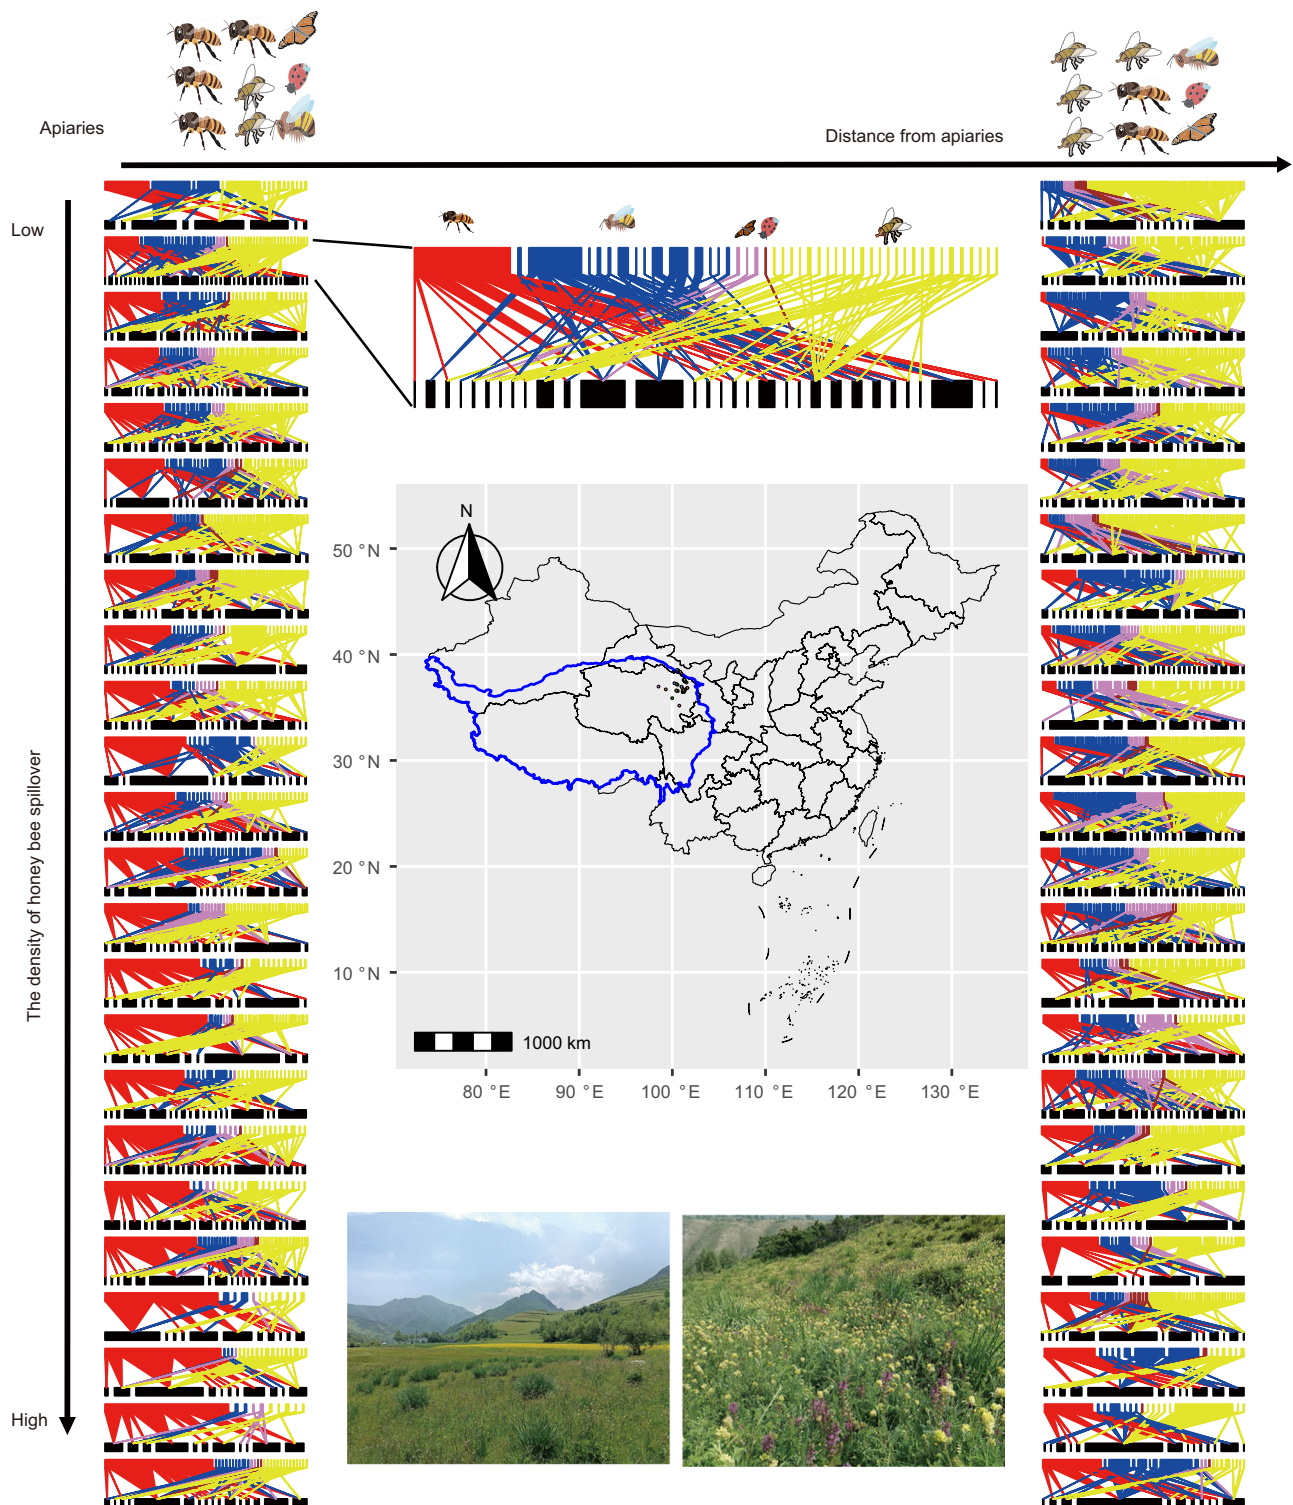 Apiaries
Distance from apiaries
Low
The density of honey bee spillover
High
N
50 °N
40 °N
30 °N
20 °N
10 °N
1000 km
80 °E
90 °E
100 °E
110 °E
120 °E
130 °E